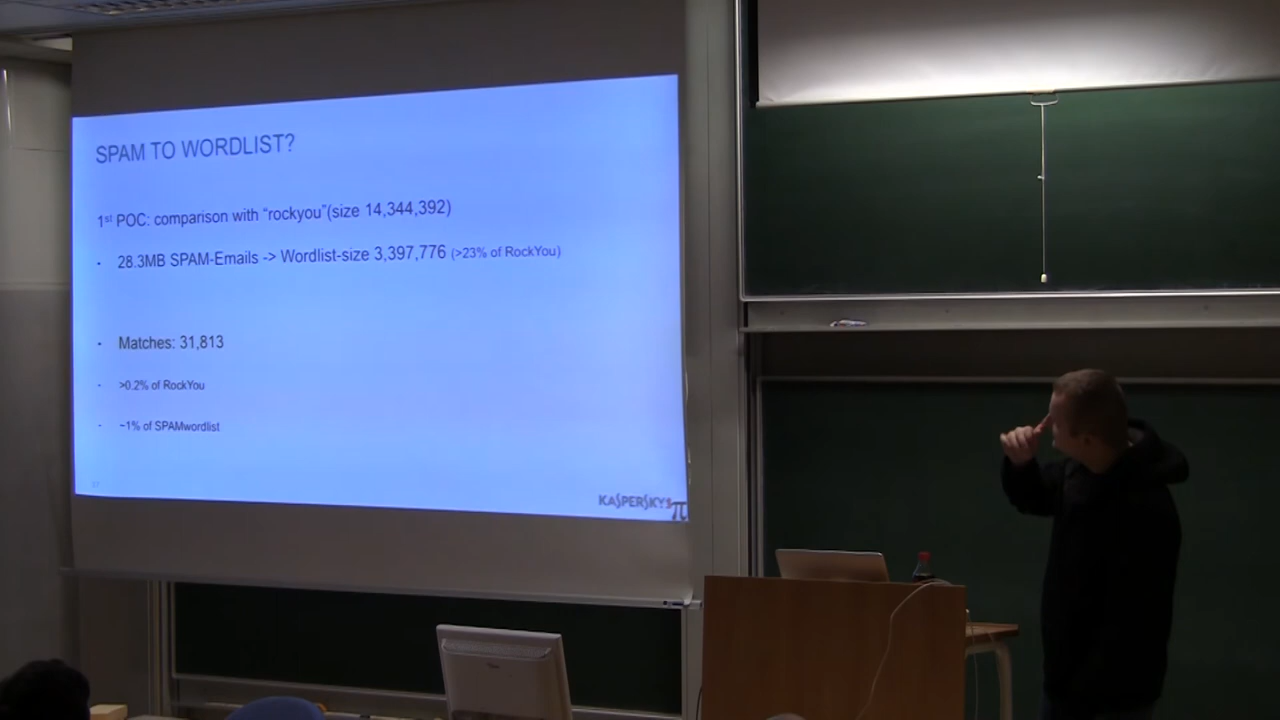 SPAM TO WORDLIST?
1st POC: comparison with “rockyou”(size 14,344,392)
- 28.3MB SPAM-Emails -> Wordlist-size 3,397,776 (>23% of RockYou)
- Matches: 31,813
- >0.2% of RockYou
- ~1% of SPAMwordlist
KASPERSKY
π